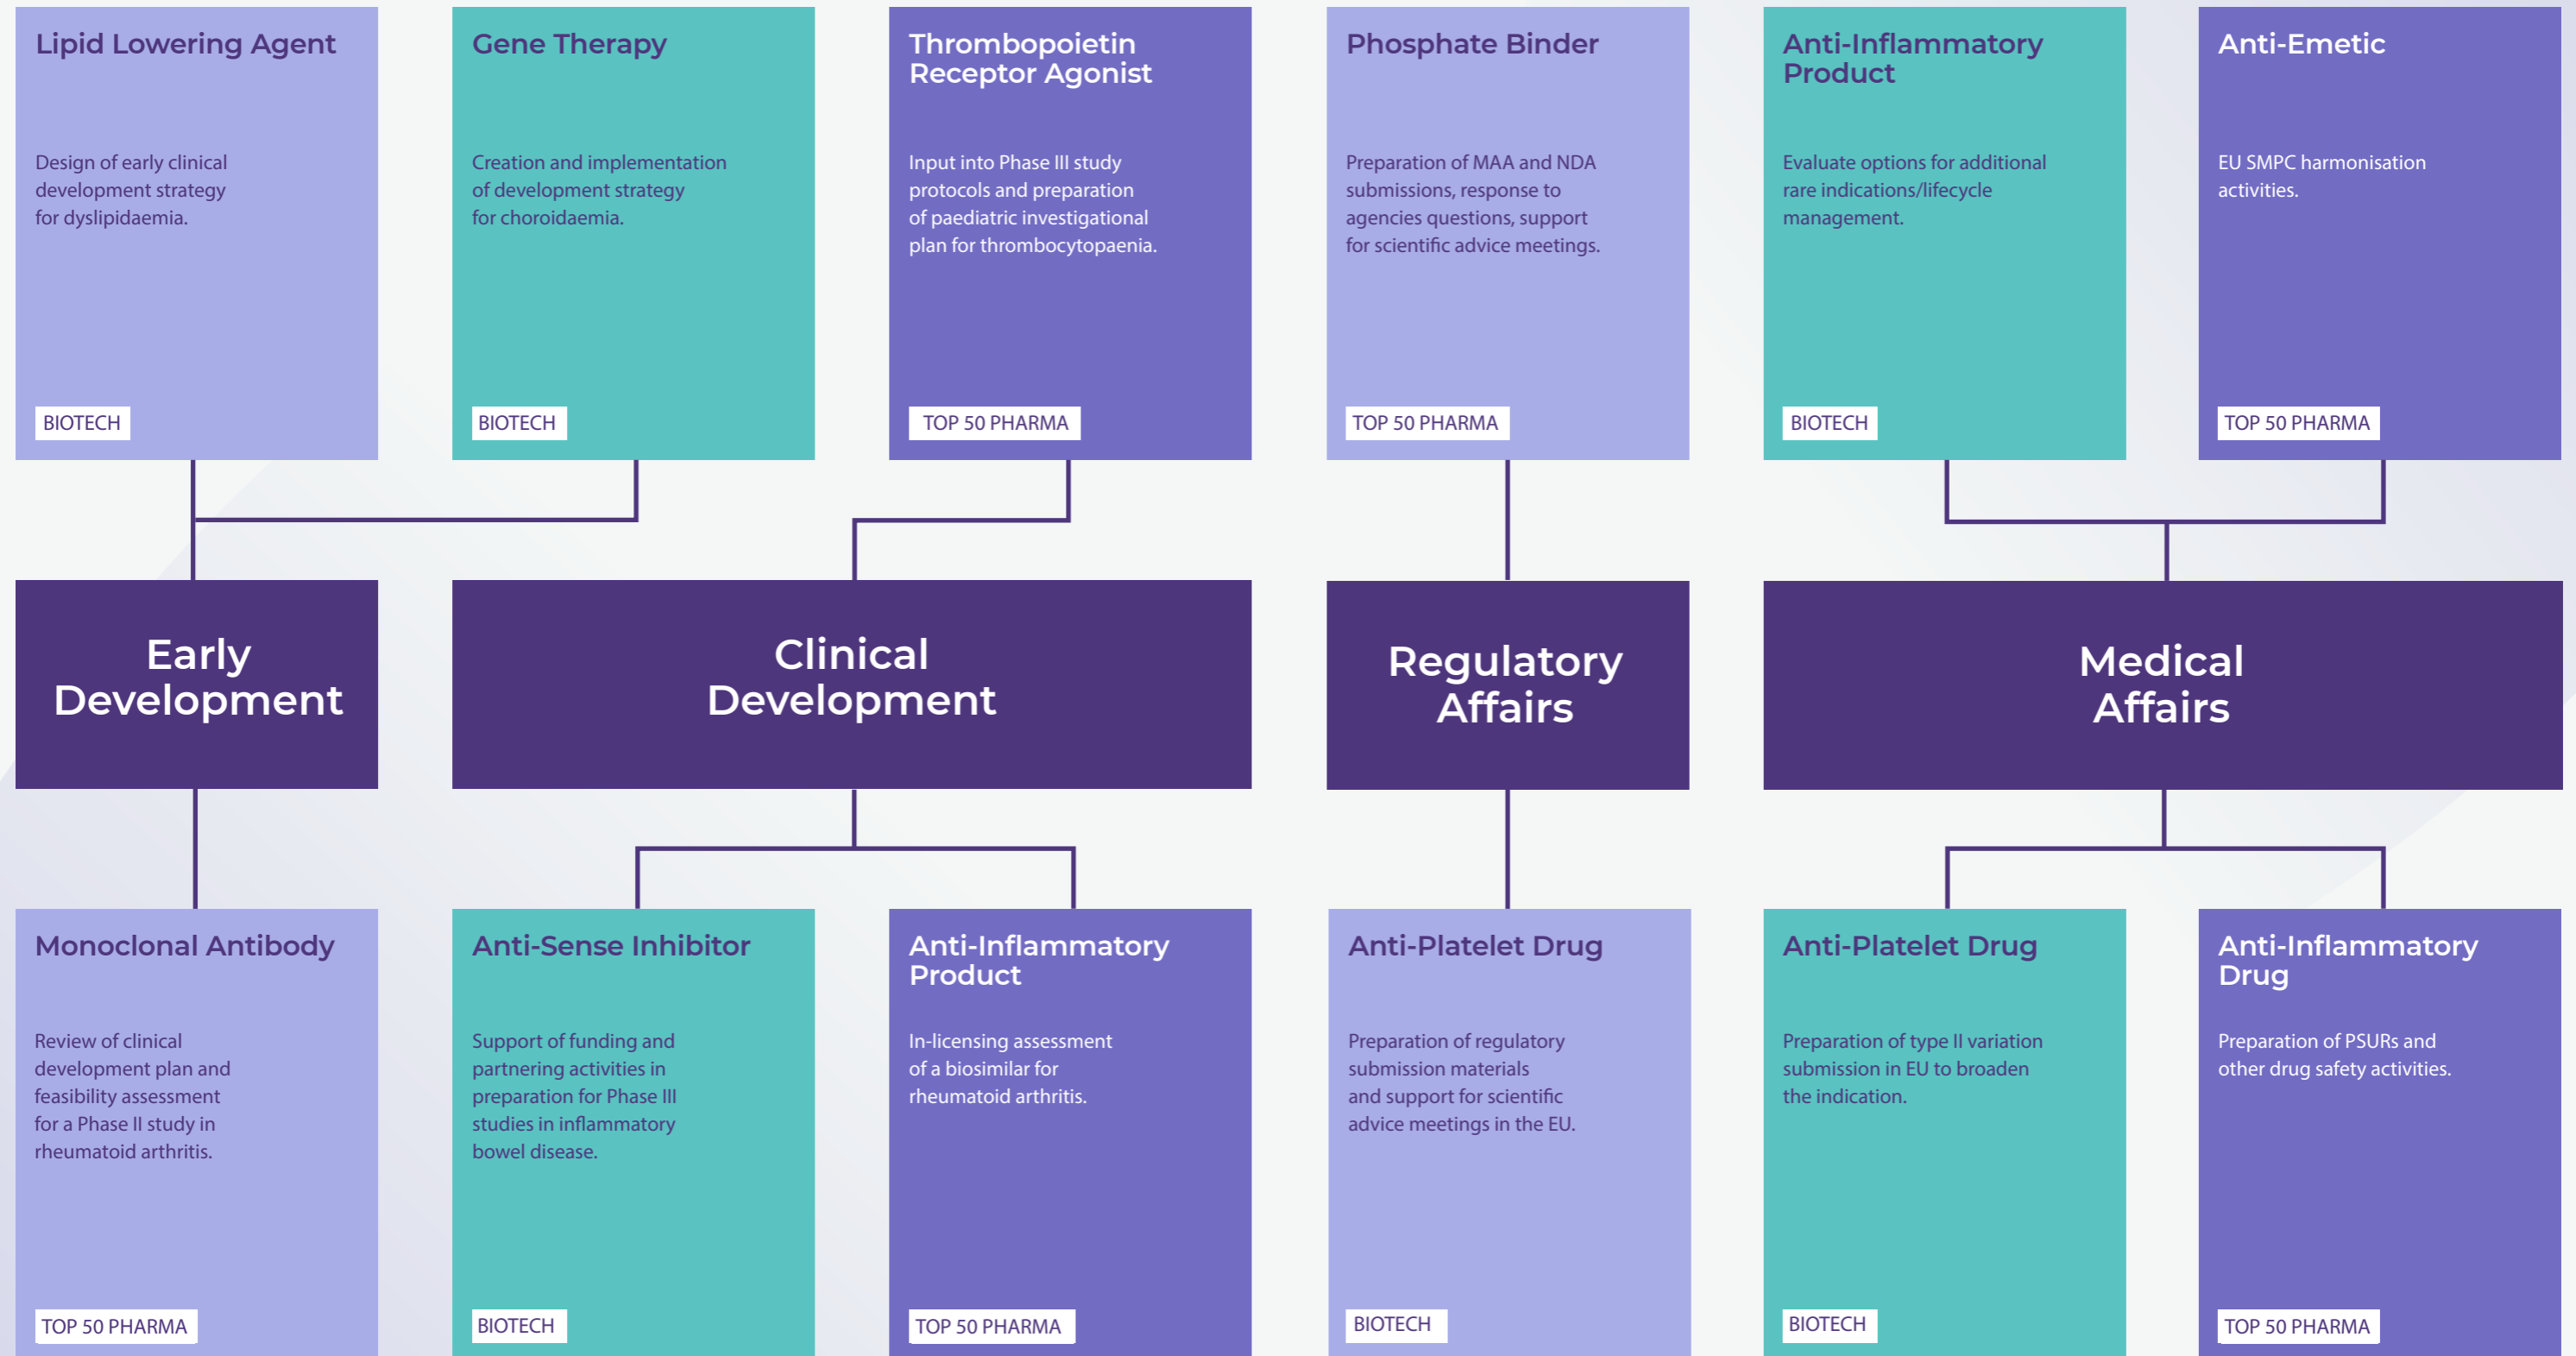 Lipid Lowering Agent
Design of early clinical
development strategy
for dyslipidaemia.
BIOTECH
Gene Therapy
Creation and implementation
of development strategy
for choroidaemia.
BIOTECH
Thrombopoietin
Receptor Agonist
Input into Phase III study
protocols and preparation
of paediatric investigational
plan for thrombocytopaenia.
TOP 50 PHARMA
Phosphate Binder
Preparation of MAA and NDA
submissions, response to
agencies questions, support
for scientific advice meetings.
TOP 50 PHARMA
Anti-Inflammatory
Product
Evaluate options for additional
rare indications/lifecycle
management.
BIOTECH
Anti-Emetic
EU SMPC harmonisation
activities.
TOP 50 PHARMA
Early
Development
Clinical
Development
Regulatory
Affairs
Medical
Affairs
Monoclonal Antibody
Review of clinical
development plan and
feasibility assessment
for a Phase II study in
rheumatoid arthritis.
TOP 50 PHARMA
Anti-Sense Inhibitor
Support of funding and
partnering activities in
preparation for Phase III
studies in inflammatory
bowel disease.
BIOTECH
Anti-Inflammatory
Product
In-licensing assessment
of a biosimilar for
rheumatoid arthritis.
TOP 50 PHARMA
Anti-Platelet Drug
Preparation of regulatory
submission materials
and support for scientific
advice meetings in the EU.
BIOTECH
Anti-Platelet Drug
Preparation of type II variation
submission in EU to broaden
the indication.
BIOTECH
Anti-Inflammatory
Drug
Preparation of PSURs and
other drug safety activities.
TOP 50 PHARMA